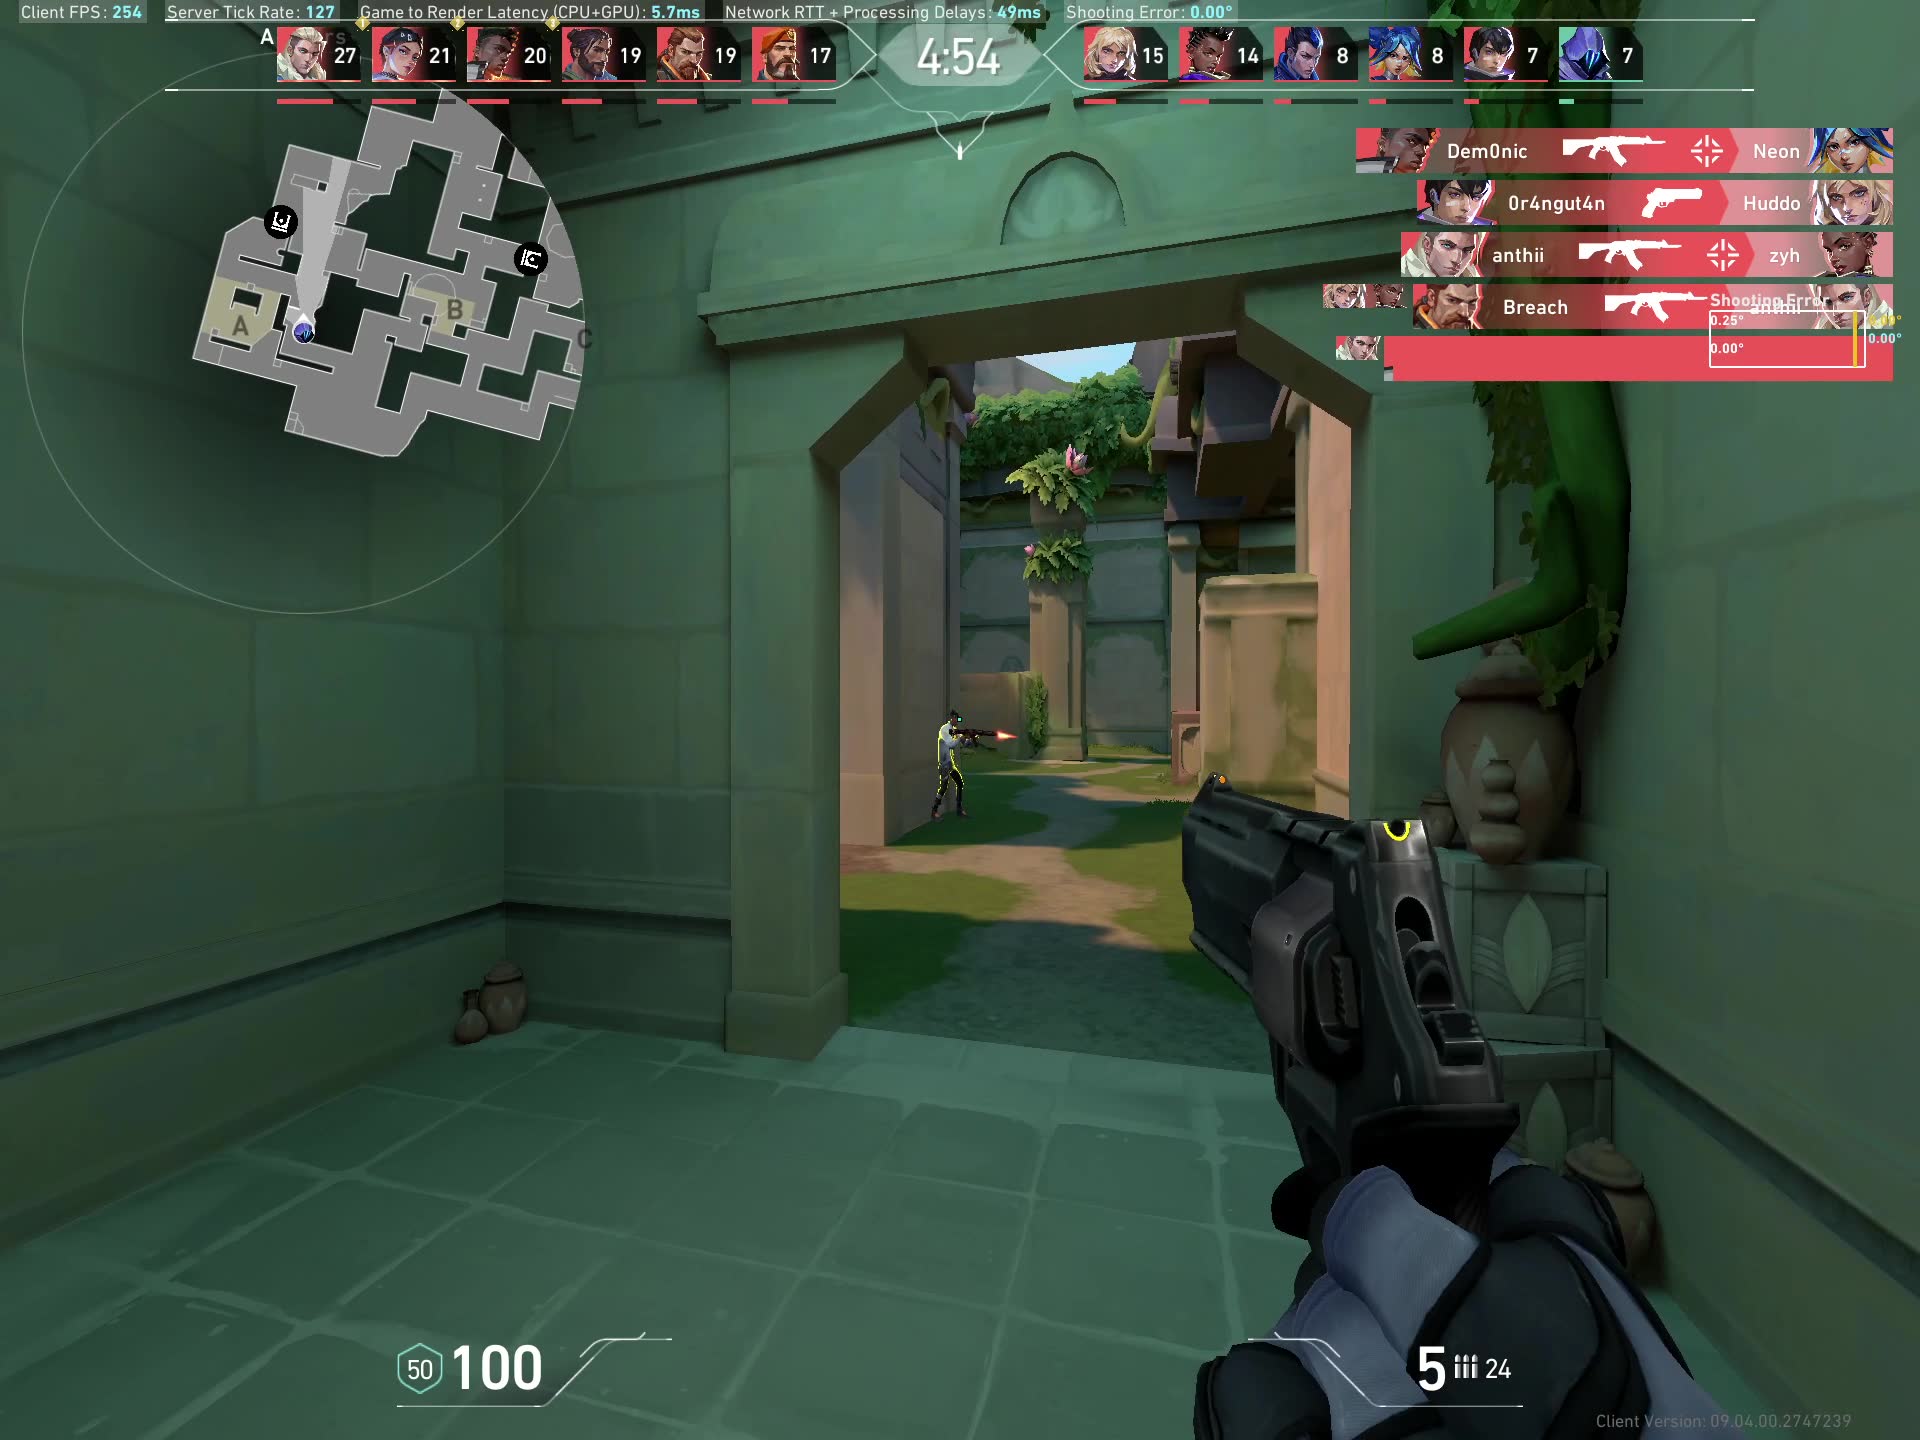 Client FPS: 254 Server Tick Rate: 127 Game to Render Latency (CPU+GPU): 5.7ms Network RTT + Processing Delays: 49ms Shooting Error: 0.00°
27 21 20 19 19 17 4:54 15 14 8 8 7 7
Dem0nic Neon
0r4ngut4n Huddo
anthii zyh
Breach anthii
Shooting Error
0.25°
0.00°
0.00°
A
B
C
50 100
5 24
Client Version: 09.04.00.2747239